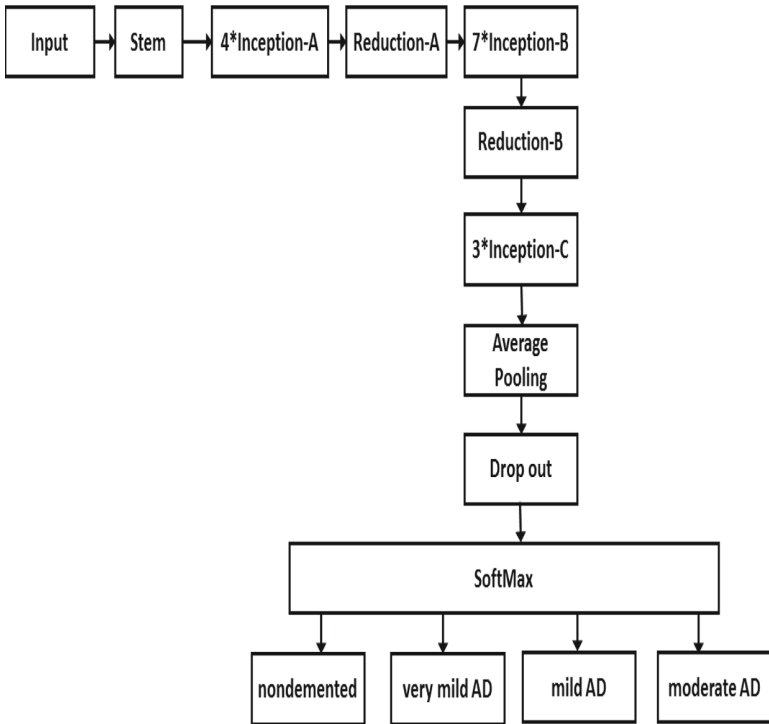 Input
Stem
4*Inception-A
Reduction-A
7*Inception-B
Reduction-B
3*Inception-C
Average
Pooling
Drop out
SoftMax
nondemented
very mild AD
mild AD
moderate AD